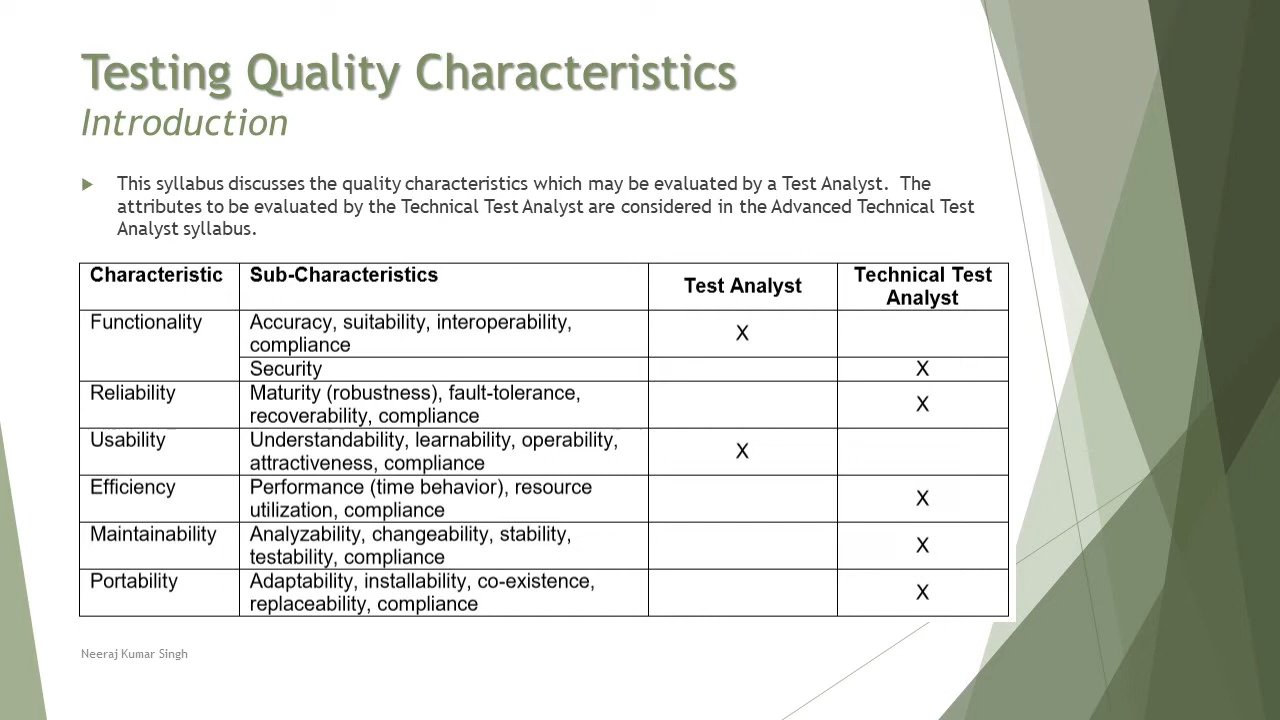 Testing Quality Characteristics
Introduction
This syllabus discusses the quality characteristics which may be evaluated by a Test Analyst.  The
attributes to be evaluated by the Technical Test Analyst are considered in the Advanced Technical Test
Analyst syllabus.
Characteristic Sub-Characteristics Test Analyst Technical Test
Analyst
Functionality Accuracy, suitability, interoperability,
compliance X
Security X
Reliability Maturity (robustness), fault-tolerance,
recoverability, compliance X
Usability Understandability, learnability, operability,
attractiveness, compliance X
Efficiency Performance (time behavior), resource
utilization, compliance X
Maintainability Analyzability, changeability, stability,
testability, compliance X
Portability Adaptability, installability, co-existence,
replaceability, compliance X
Neeraj Kumar Singh